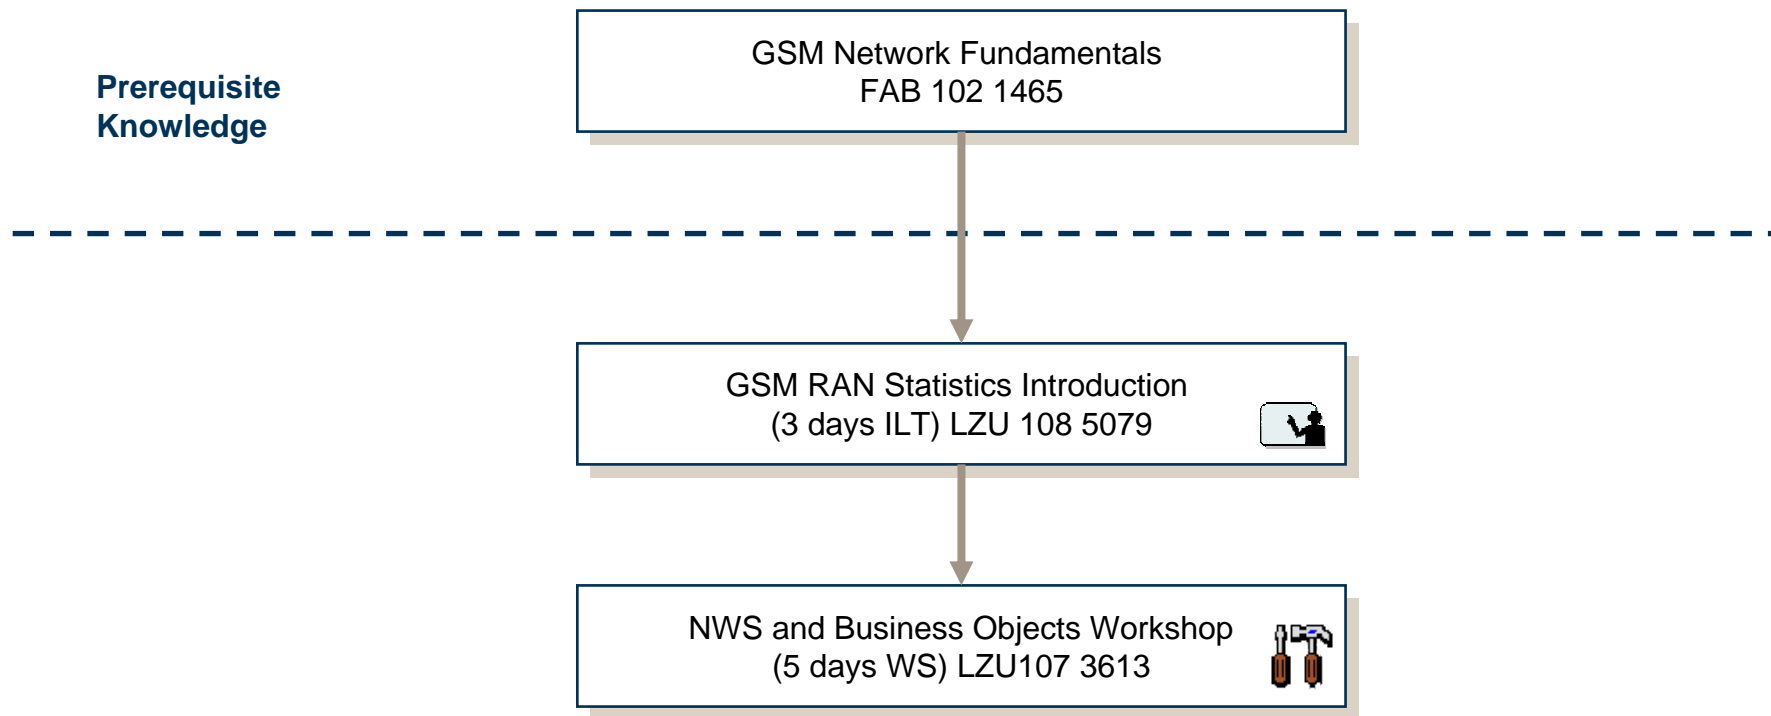 Prerequisite
Knowledge
GSM Network Fundamentals
FAB 102 1465
GSM RAN Statistics Introduction
(3 days ILT) LZU 108 5079
NWS and Business Objects Workshop
(5 days WS) LZU107 3613